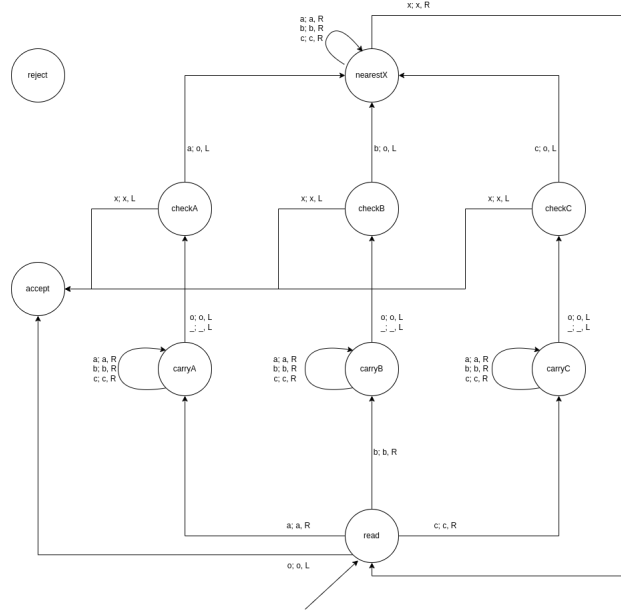 x; x, R
a; a, R
b; b, R
c; c, R
reject
nearestX
a; o, L
b; o, L
c; o, L
x; x, L
x; x, L
x; x, L
checkA
checkB
checkC
accept
o; o, L
_; _, L
o; o, L
_; _, L
o; o, L
_; _, L
a; a, R
b; b, R
c; c, R
carryA
a; a, R
b; b, R
c; c, R
carryB
a; a, R
b; b, R
c; c, R
carryC
b; b, R
a; a, R
read
c; c, R
o; o, L